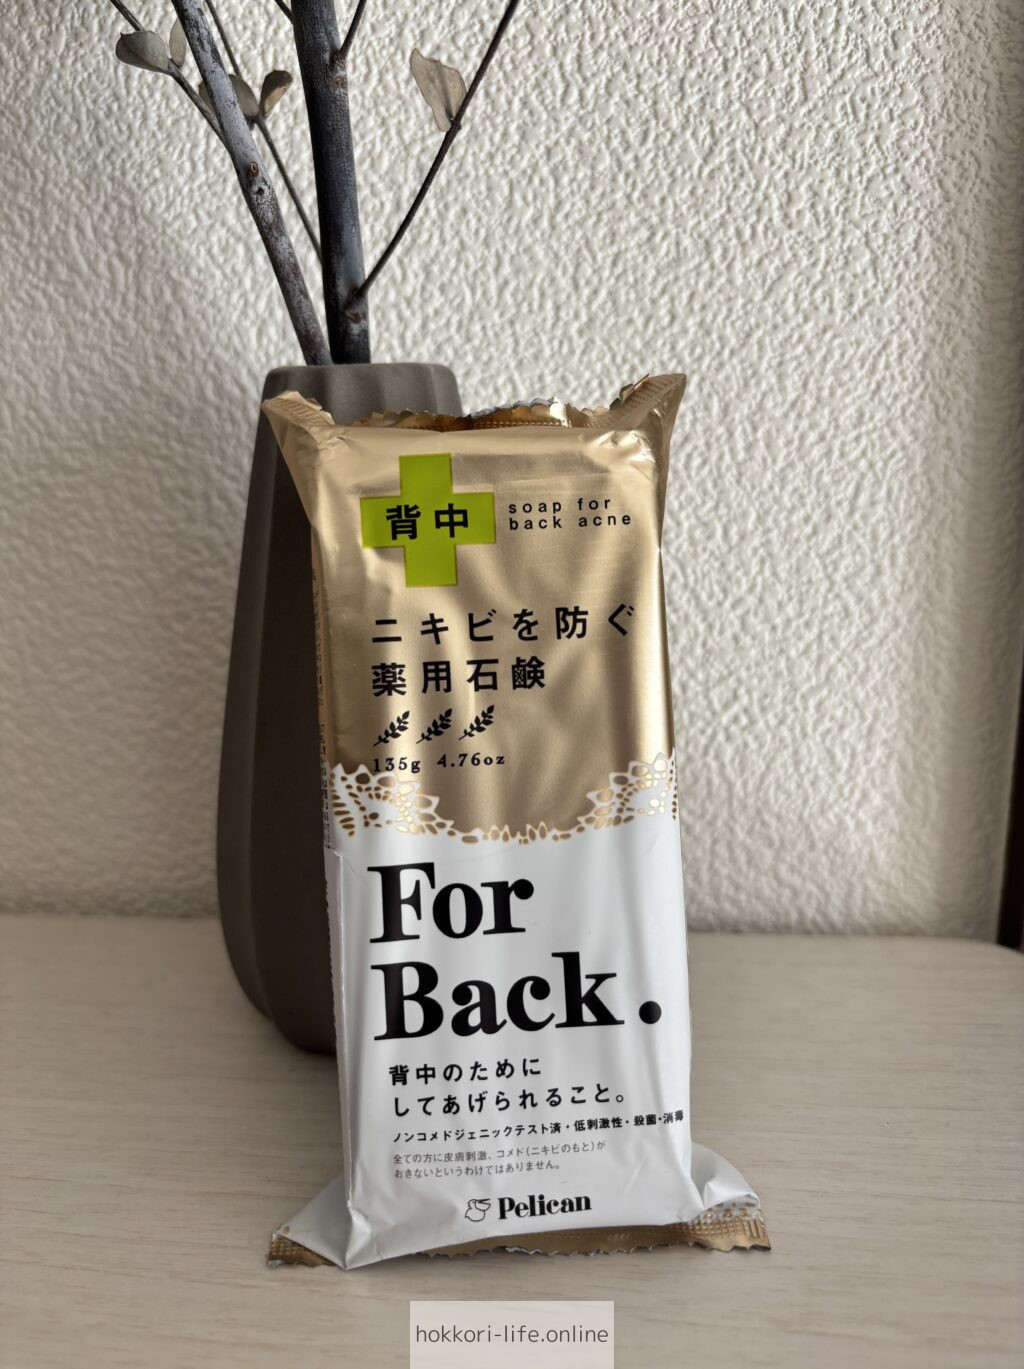 背中
soap for
back acne
ニキビを防ぐ
薬用石鹸
135g 4.76oz
For
Back.
背中のために
してあげられること。
ノンコメドジェニックテスト済・低刺激性・殺菌・消毒
全ての方に皮膚刺激、コメド(ニキビのもと)が
おきないというわけではありません。
Pelican
hokkori-life.online